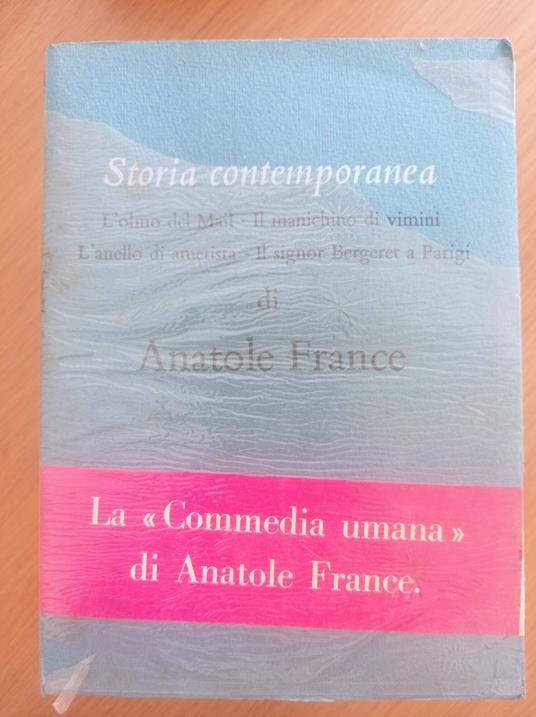 Storia contemporanea
L'olmo del Mail - Il manichino di vimini
L'anello di ametista - Il signor Bergeret a Parigi
di
Anatole France
La «Commedia umana»
di Anatole France.